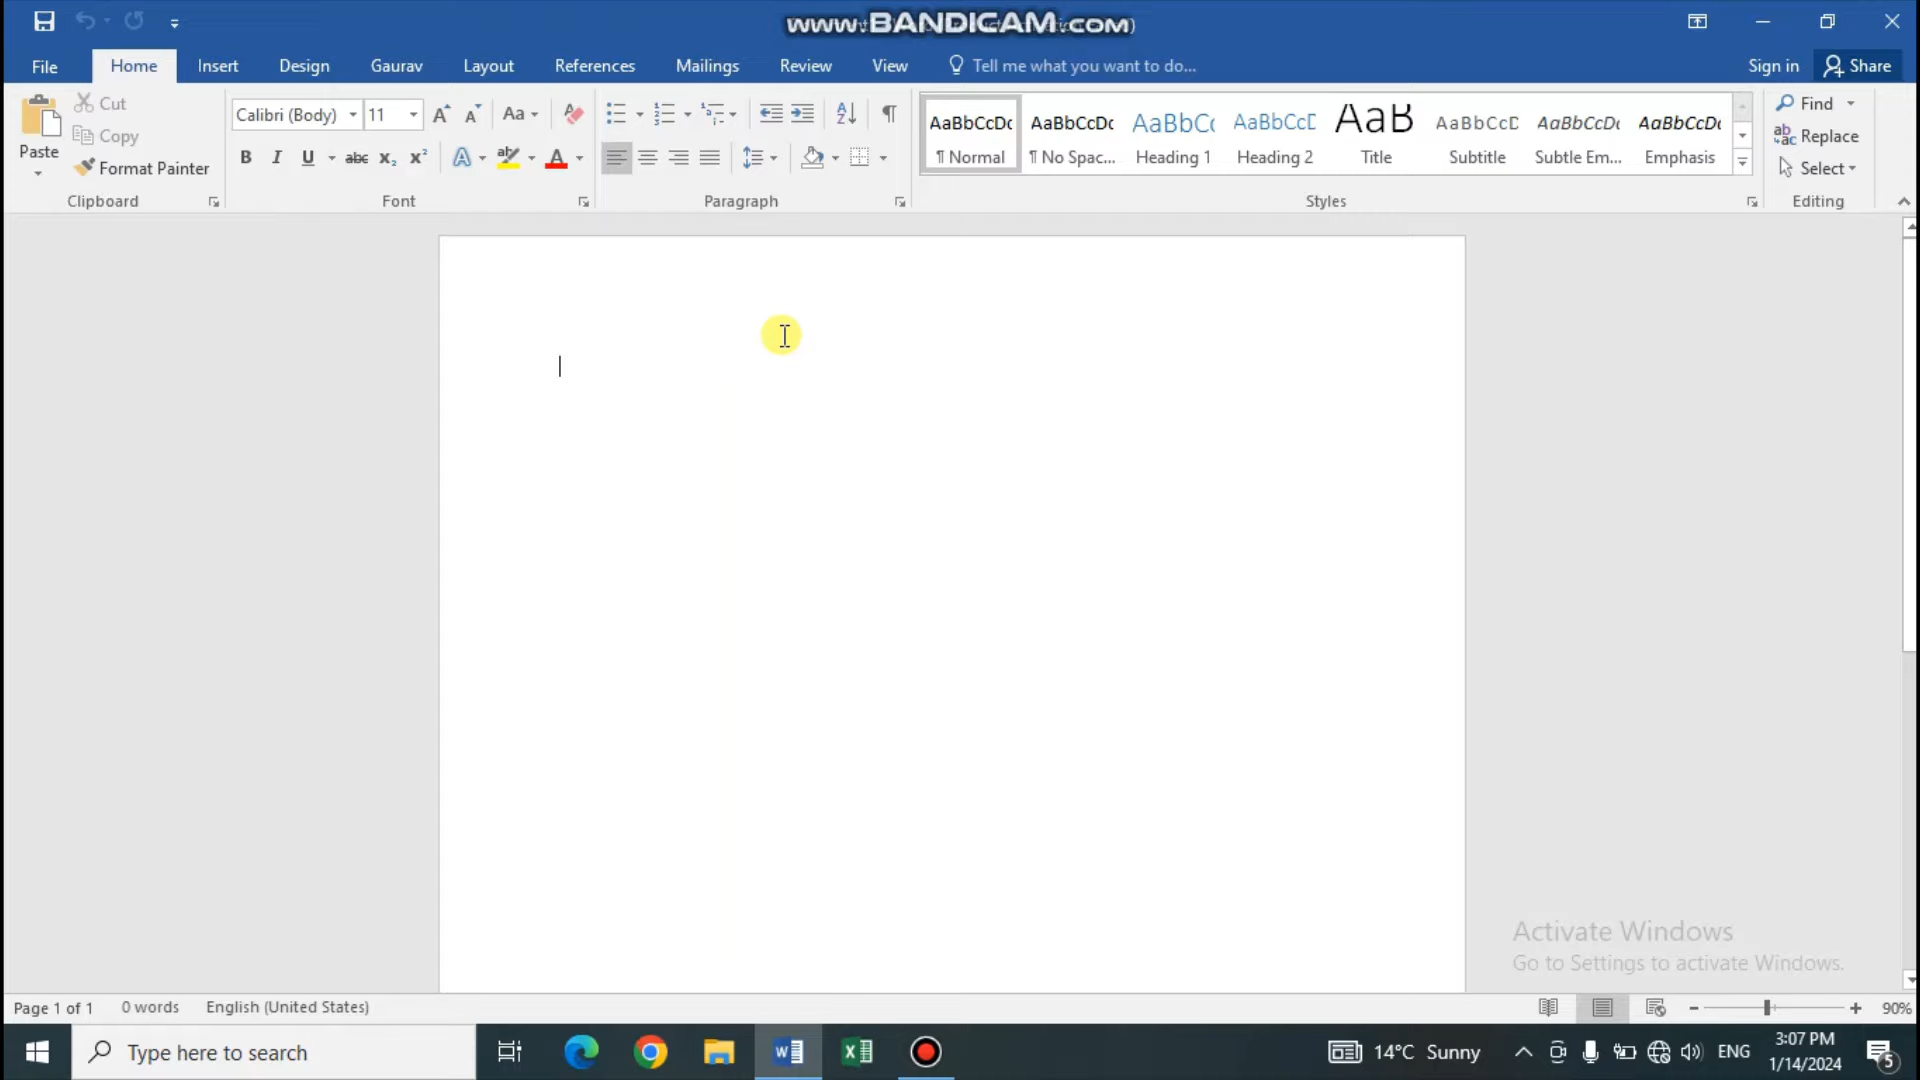 www.BANDICAM.com
File Home Insert Design Gaurav Layout References Mailings Review View Tell me what you want to do... Sign in Share
Paste
Cut
Copy
Format Painter
Clipboard
Calibri (Body) 11 Aa
B I U abc X₂ X² A ab A
Font
Paragraph
AaBbCcDc AaBbCcDc AaBbC AaBbCcE AaB AaBbCcD AaBbCcDc AaBbCcDc
¶ Normal ¶ No Spac... Heading 1 Heading 2 Title Subtitle Subtle Em... Emphasis
Styles
Find
Replace
Select
Editing
Activate Windows
Go to Settings to activate Windows.
Page 1 of 1 0 words English (United States) 90%
Type here to search
14°C Sunny ENG 3:07 PM
1/14/2024
5